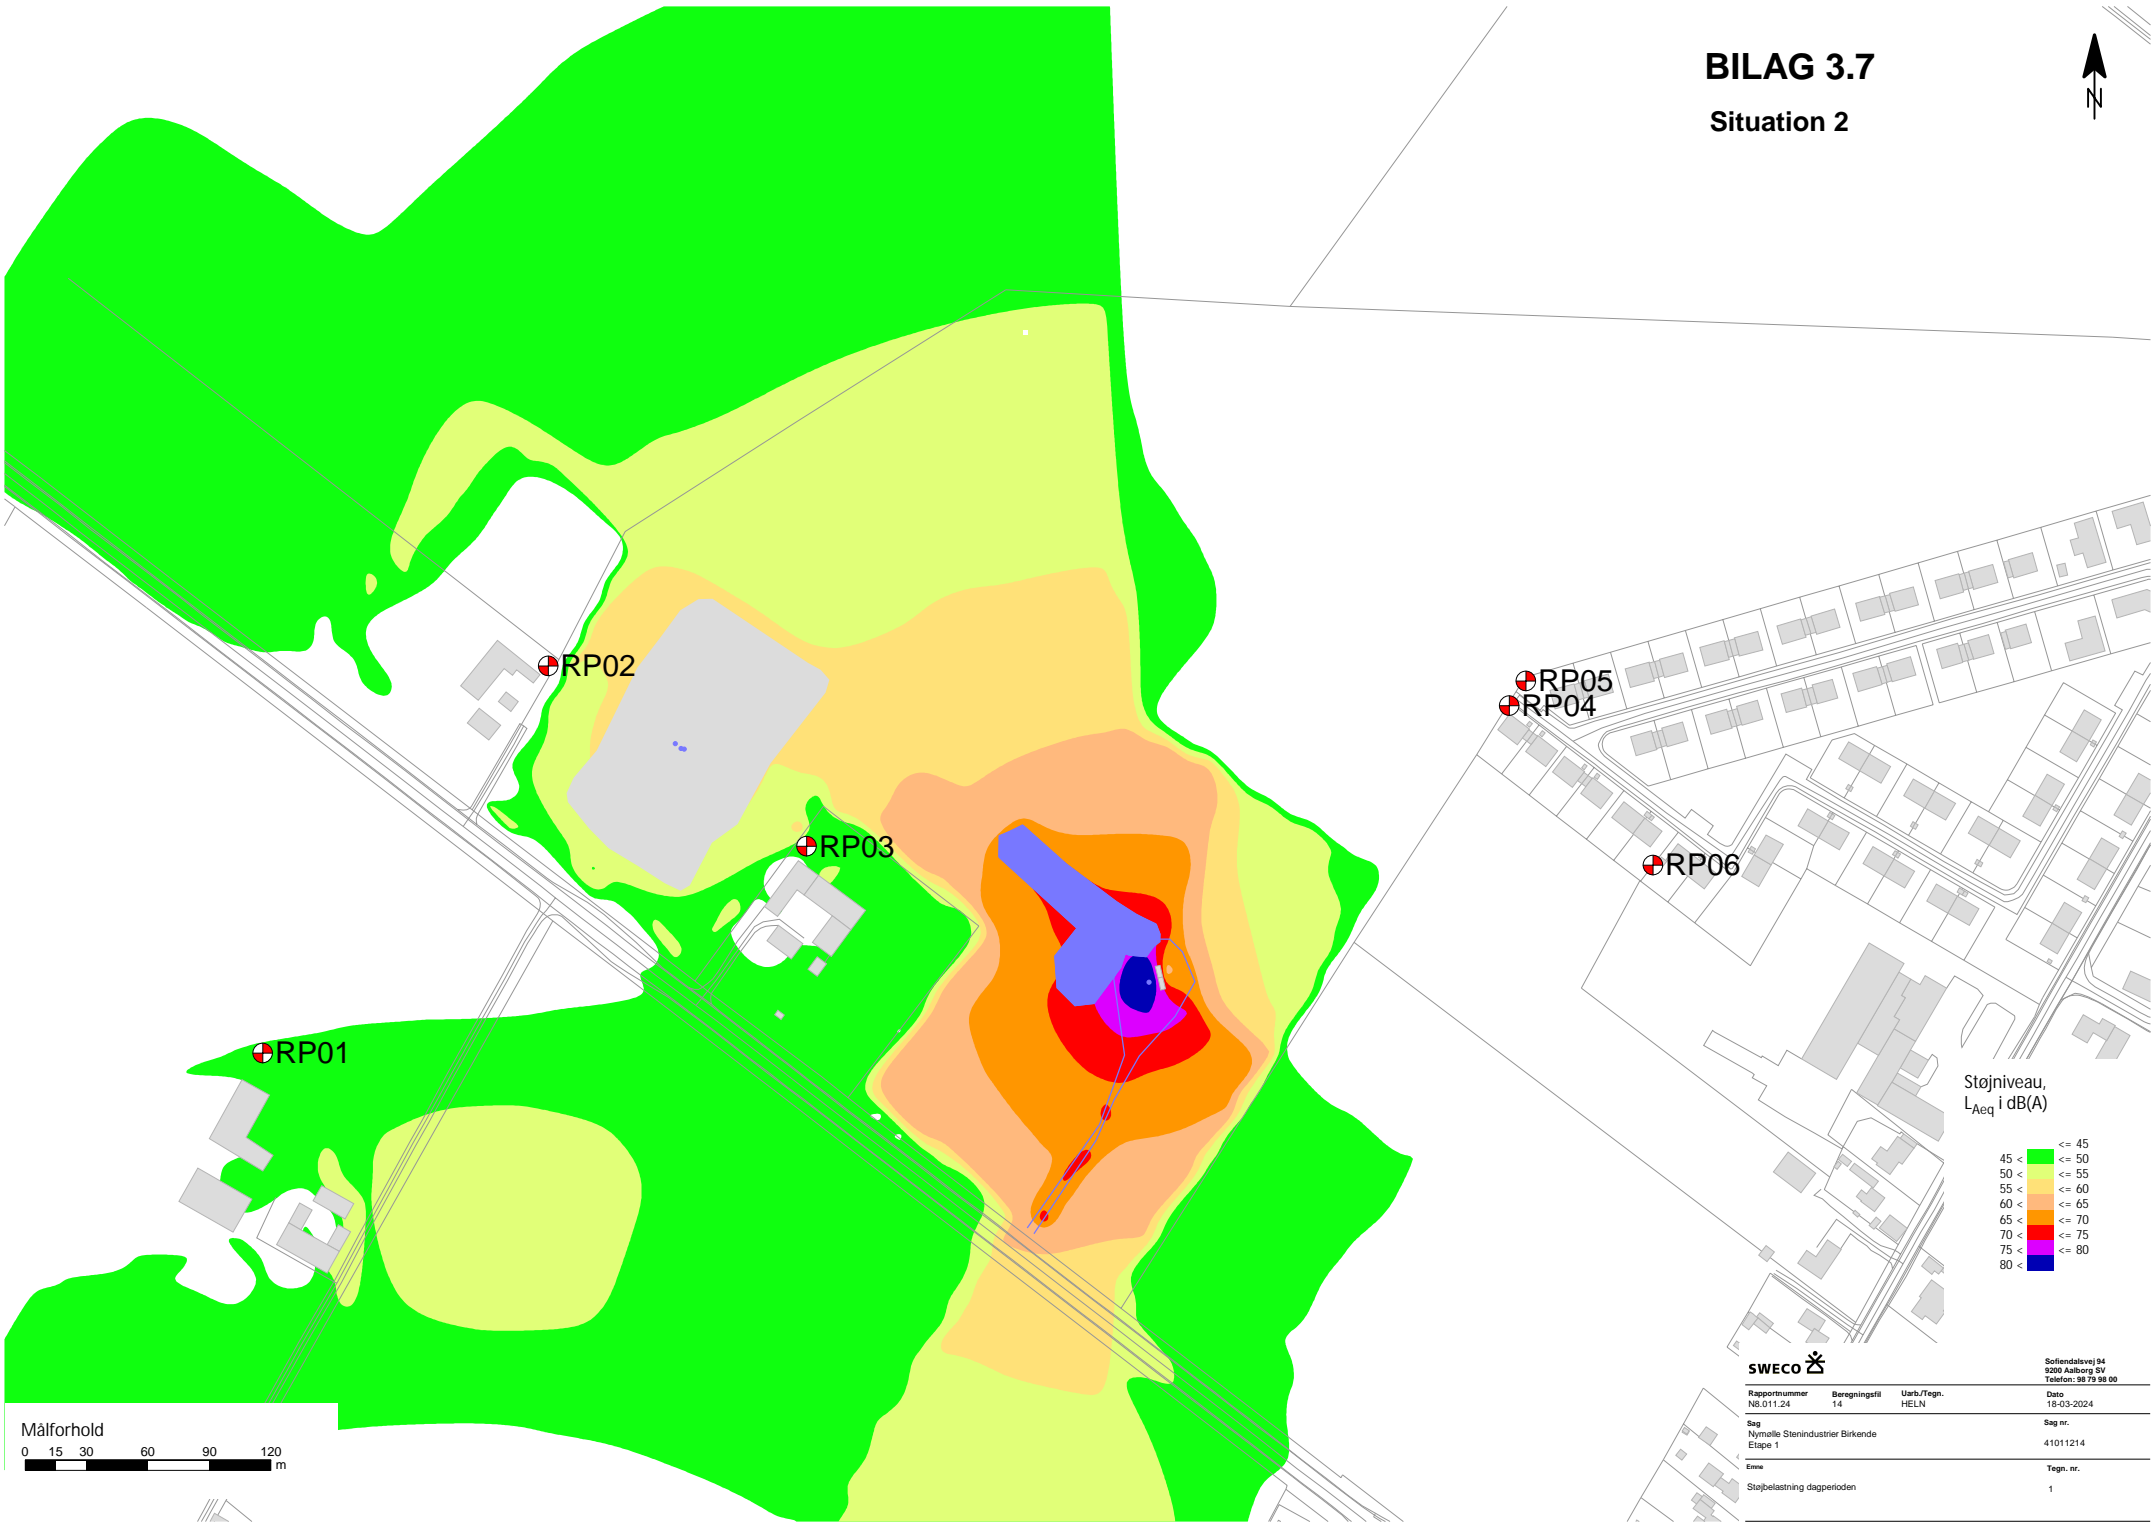 BILAG 3.7
Situation 2
N
RP02
RP05
RP04
RP03
RP06
RP01
Støjniveau,
LAeq i dB(A)
<= 45
45 < <= 50
50 < <= 55
55 < <= 60
60 < <= 65
65 < <= 70
70 < <= 75
75 < <= 80
80 <
Målforhold
0 15 30 60 90 120
m
SWECO
Sofiendalsvej 94
9200 Aalborg SV
Telefon: 98 79 98 00
Rapportnummer Beregningsfil Uarb./Tegn. Dato
N8.011.24 14 HELN 18-03-2024
Sag Sag nr.
Nymølle Stenindustrier Birkende
Etape 1 41011214
Emne Tegn. nr.
Støjbelastning dagperioden 1